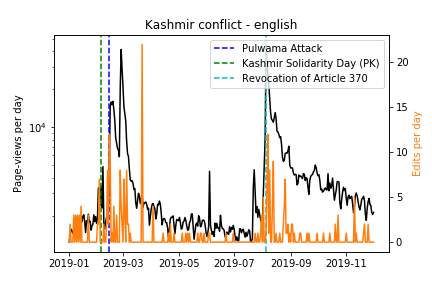 Kashmir conflict - english
Pulwama Attack
Kashmir Solidarity Day (PK)
Revocation of Article 370
Page-views per day
10⁴
Edits per day
20
15
10
5
0
2019-01 2019-03 2019-05 2019-07 2019-09 2019-11